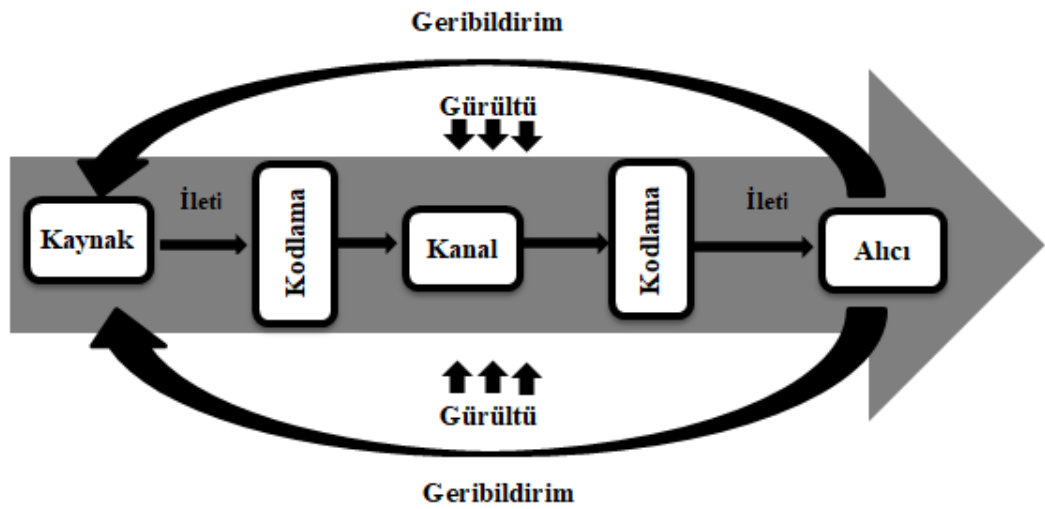 Geribildirim
Gürültü
İleti
İleti
Kaynak
Kodlama
Kanal
Kodlama
Alıcı
Gürültü
Geribildirim